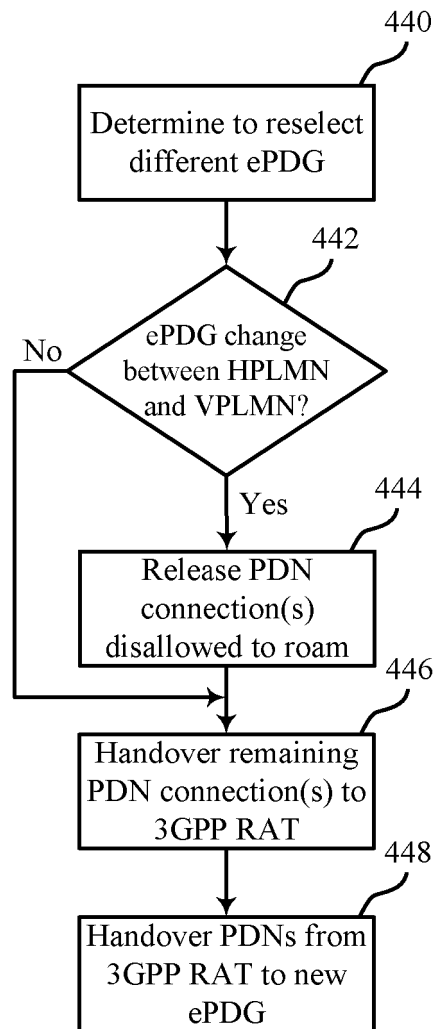 440
Determine to reselect
different ePDG
442
ePDG change
between HPLMN
and VPLMN?
No
Yes
444
Release PDN
connection(s)
disallowed to roam
446
Handover remaining
PDN connection(s) to
3GPP RAT
448
Handover PDNs from
3GPP RAT to new
ePDG